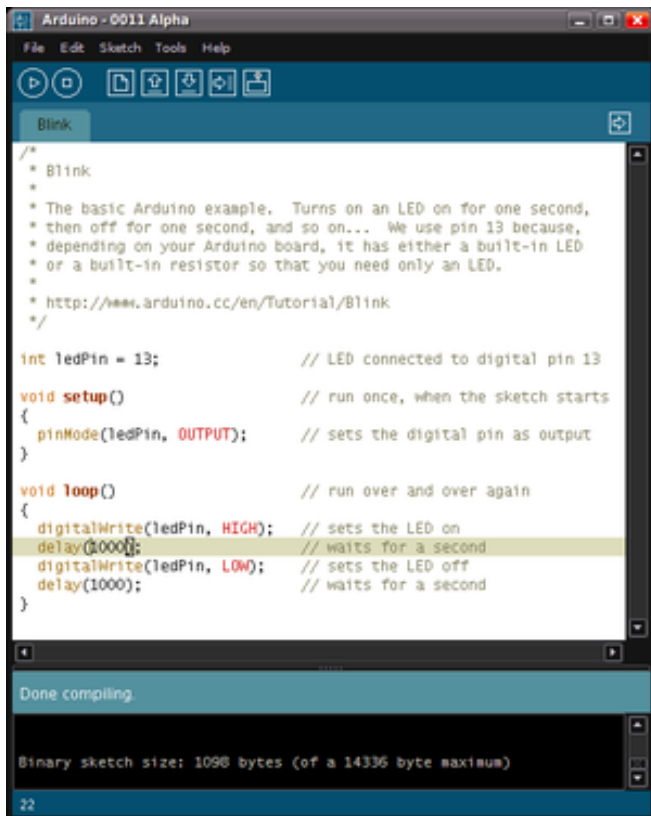 Arduino - 0011 Alpha
File Edit Sketch Tools Help
Blink
/*
* Blink
*
* The basic Arduino example. Turns on an LED on for one second,
* then off for one second, and so on... We use pin 13 because,
* depending on your Arduino board, it has either a built-in LED
* or a built-in resistor so that you need only an LED.
*
* http://www.arduino.cc/en/Tutorial/Blink
*/
int ledPin = 13; // LED connected to digital pin 13
void setup() // run once, when the sketch starts
{
pinMode(ledPin, OUTPUT); // sets the digital pin as output
}
void loop() // run over and over again
{
digitalWrite(ledPin, HIGH); // sets the LED on
delay(1000); // waits for a second
digitalWrite(ledPin, LOW); // sets the LED off
delay(1000); // waits for a second
}
Done compiling.
Binary sketch size: 1098 bytes (of a 14336 byte maximum)
22